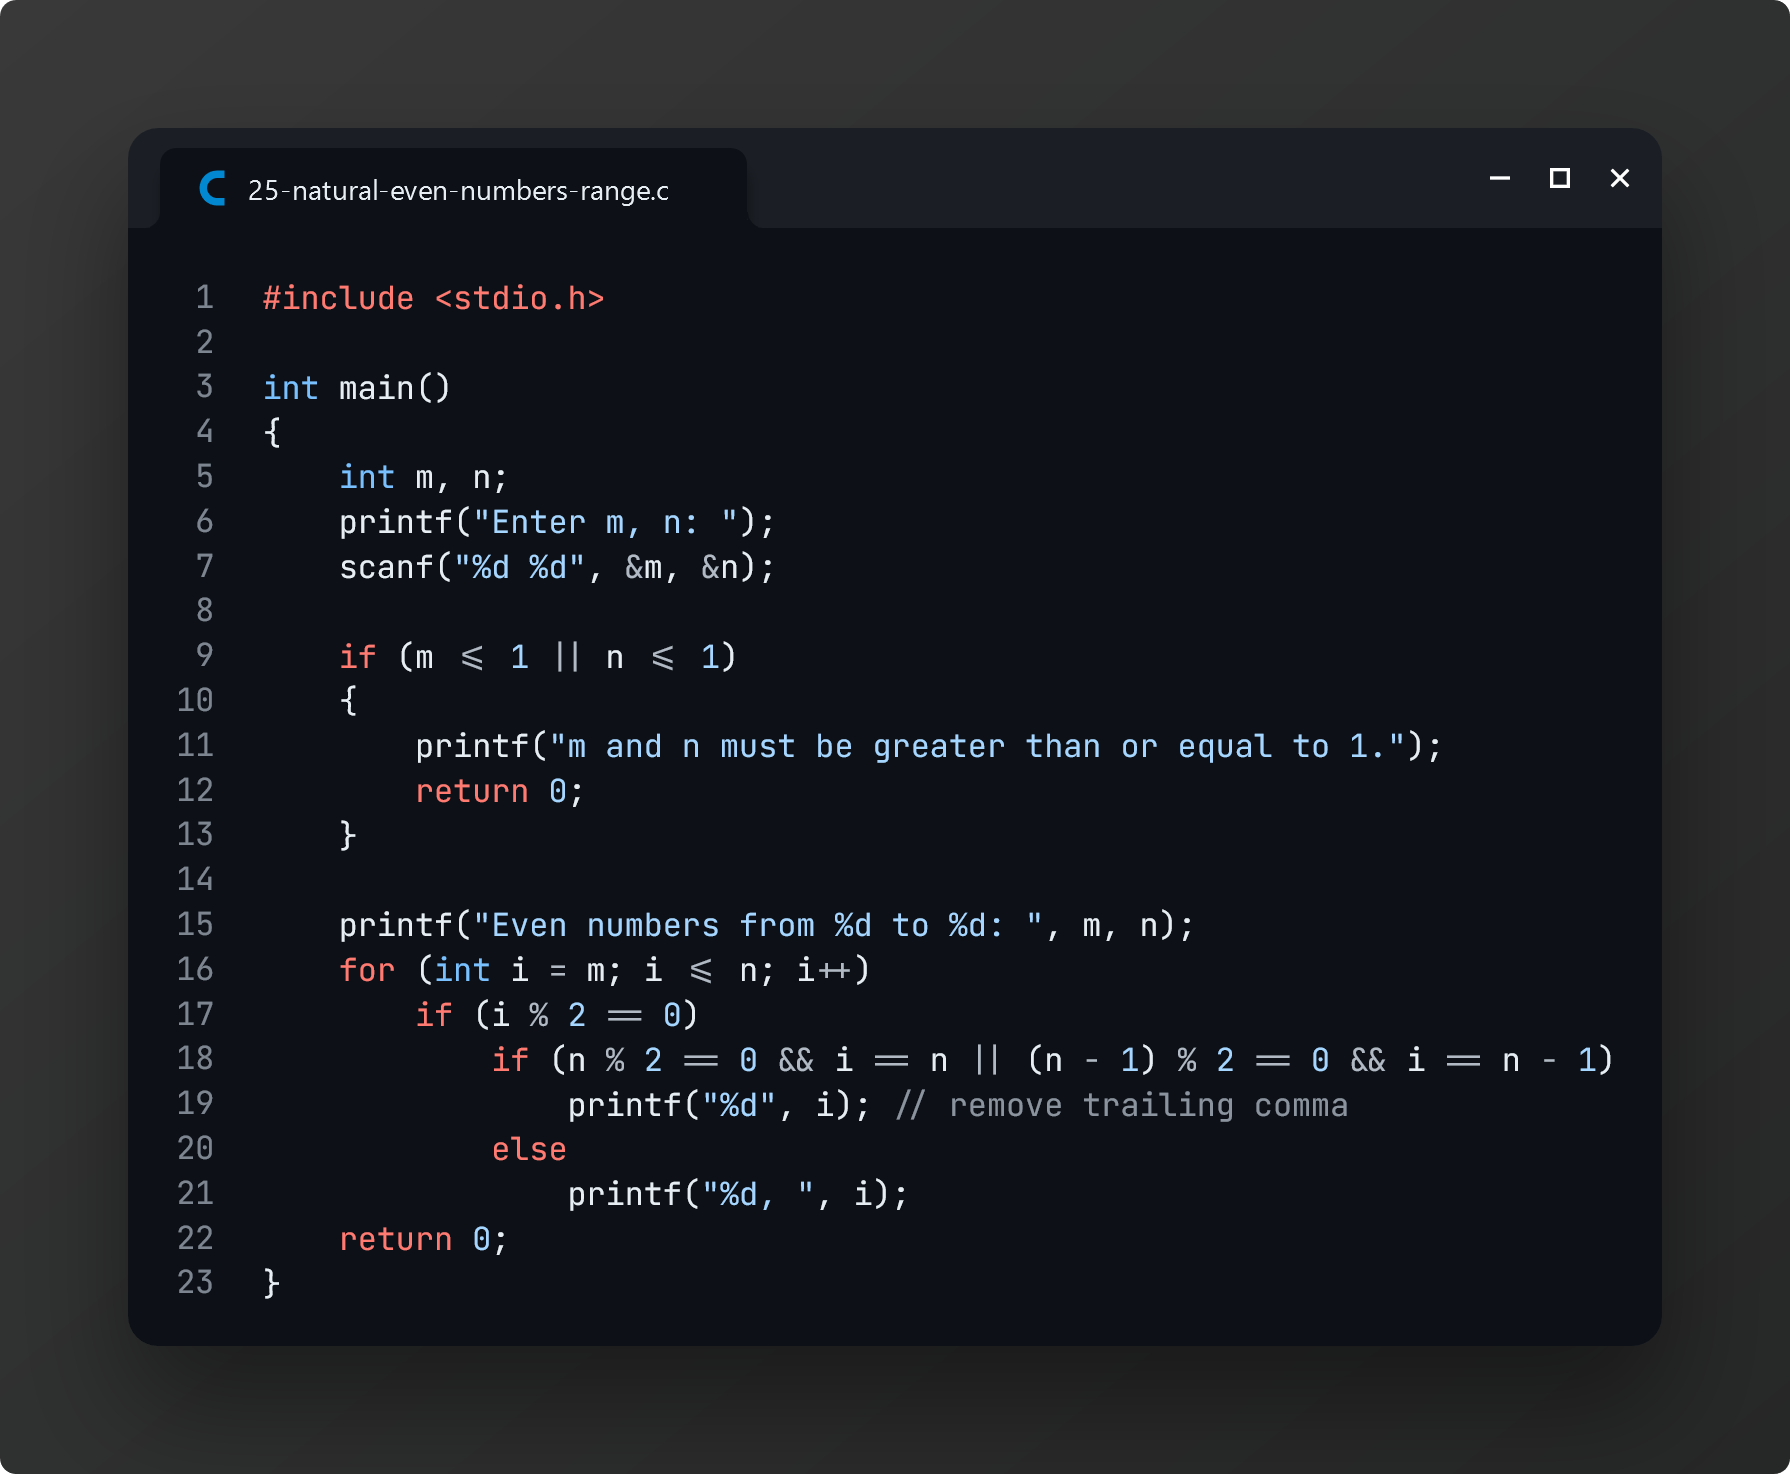 25-natural-even-numbers-range.c
1 #include <stdio.h>
2
3 int main()
4 {
5     int m, n;
6     printf("Enter m, n: ");
7     scanf("%d %d", &m, &n);
8
9     if (m <= 1 || n <= 1)
10     {
11         printf("m and n must be greater than or equal to 1.");
12         return 0;
13     }
14
15     printf("Even numbers from %d to %d: ", m, n);
16     for (int i = m; i <= n; i++)
17         if (i % 2 == 0)
18             if (n % 2 == 0 && i == n || (n - 1) % 2 == 0 && i == n - 1)
19                 printf("%d", i); // remove trailing comma
20             else
21                 printf("%d, ", i);
22     return 0;
23 }